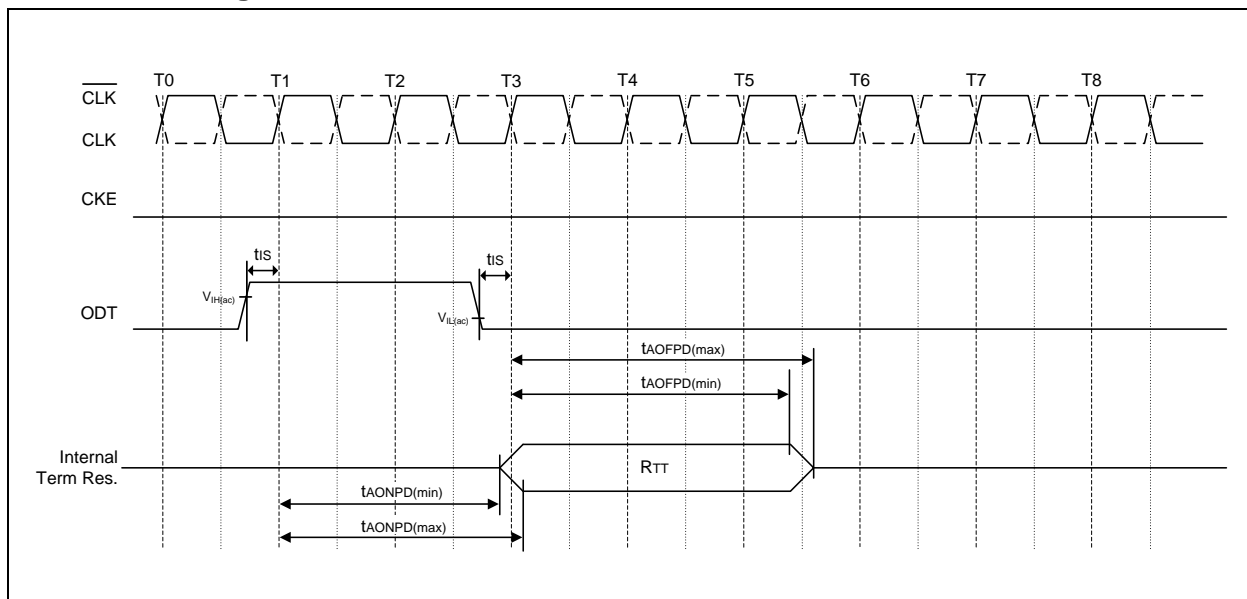 T0 T1 T2 T3 T4 T5 T6 T7 T8
CLK
CLK
CKE
tIS
tIS
VIH(ac)
ODT
VIL(ac)
tAOFPD(max)
tAOFPD(min)
Internal
Term Res.
RTT
tAONPD(min)
tAONPD(max)